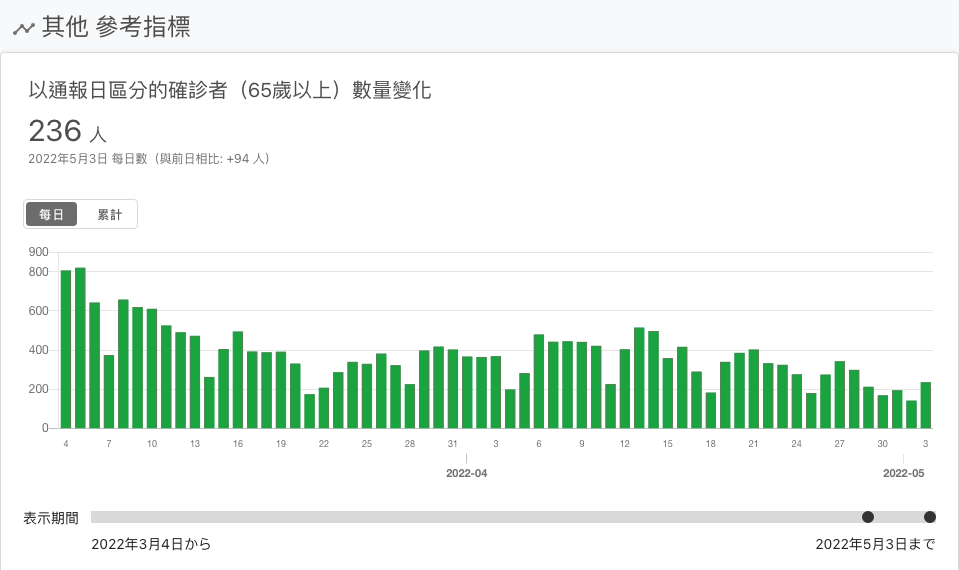 其他 參考指標
以通報日區分的確診者（65歲以上）數量變化
236 人
2022年5月3日 每日數（與前日相比: +94 人）
每日 累計
900
800
600
400
200
0
4 7 10 13 16 19 22 25 28 31 3 6 9 12 15 18 21 24 27 30 3
2022-04 2022-05
表示期間
2022年3月4日から 2022年5月3日まで